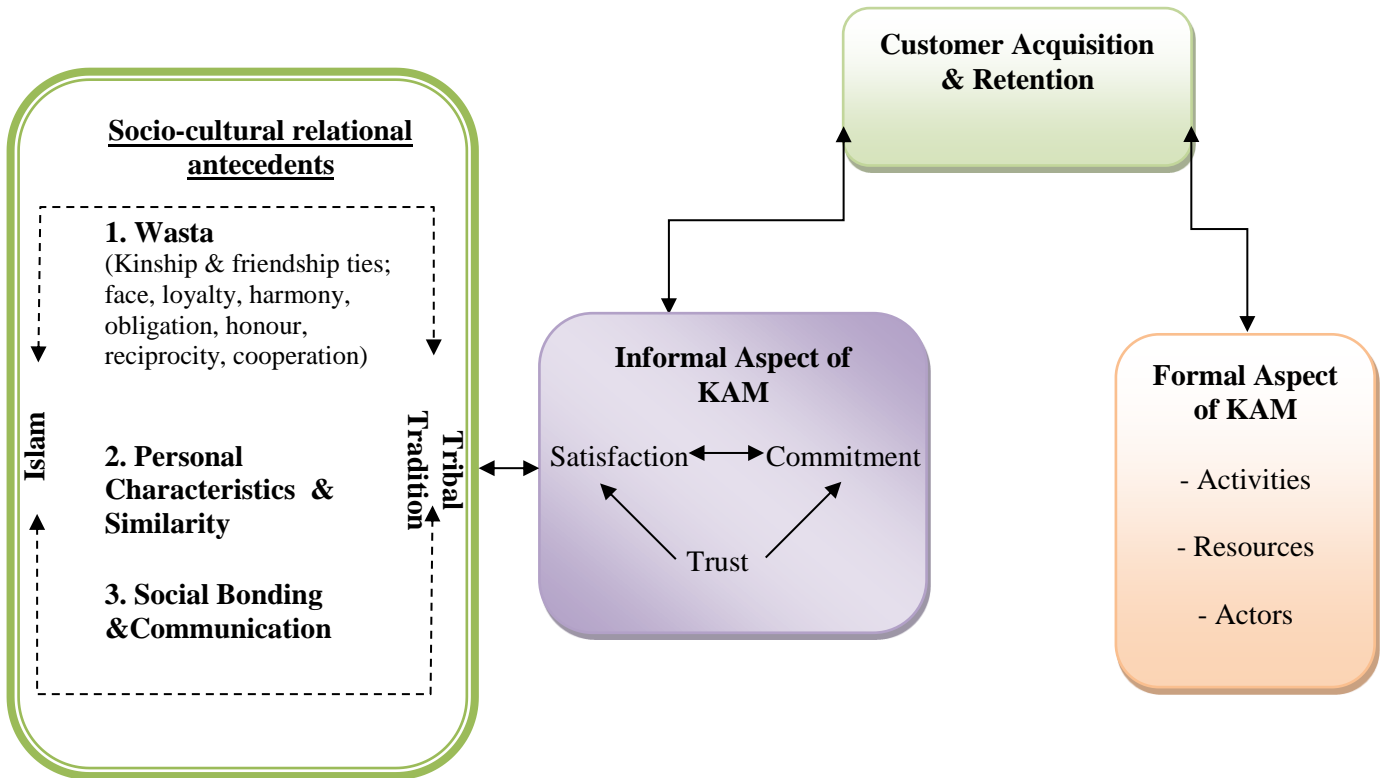 Customer Acquisition
& Retention
Socio-cultural relational
antecedents
1. Wasta
(Kinship & friendship ties;
face, loyalty, harmony,
obligation, honour,
reciprocity, cooperation)
Islam
Tribal
Tradition
2. Personal
Characteristics &
Similarity
3. Social Bonding
&Communication
Informal Aspect of
KAM
Satisfaction
Commitment
Trust
Formal Aspect
of KAM
- Activities
- Resources
- Actors